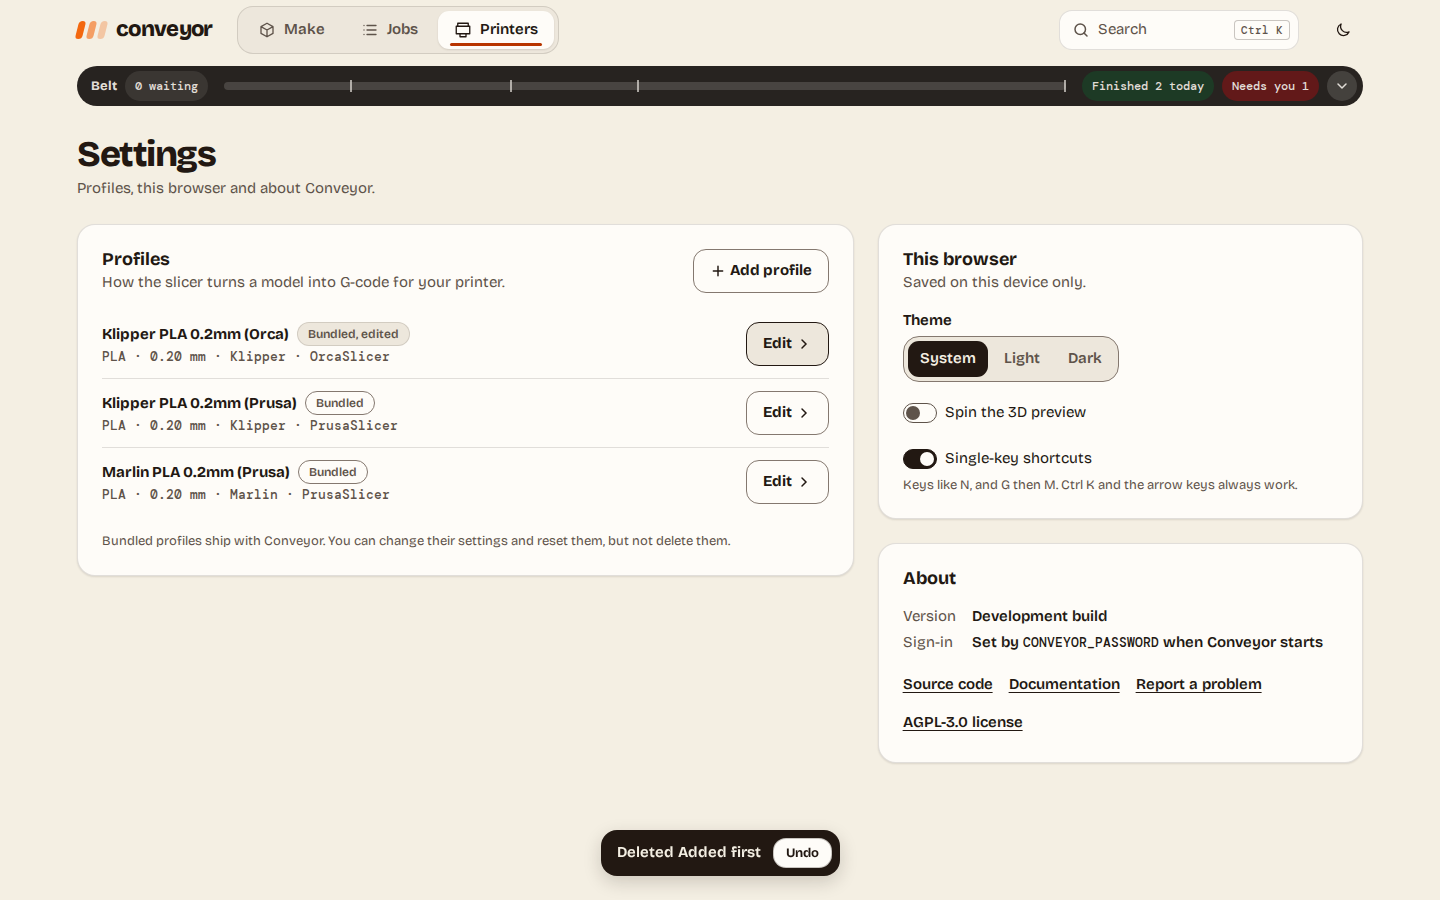 conveyor
Make
Jobs
Printers
Search
Ctrl K
Belt
0 waiting
Finished 2 today
Needs you 1
Settings
Profiles, this browser and about Conveyor.
Profiles
How the slicer turns a model into G-code for your printer.
Add profile
Klipper PLA 0.2mm (Orca)
Bundled, edited
PLA · 0.20 mm · Klipper · OrcaSlicer
Edit
Klipper PLA 0.2mm (Prusa)
Bundled
PLA · 0.20 mm · Klipper · PrusaSlicer
Edit
Marlin PLA 0.2mm (Prusa)
Bundled
PLA · 0.20 mm · Marlin · PrusaSlicer
Edit
Bundled profiles ship with Conveyor. You can change their settings and reset them, but not delete them.
This browser
Saved on this device only.
Theme
System
Light
Dark
Spin the 3D preview
Single-key shortcuts
Keys like N, and G then M. Ctrl K and the arrow keys always work.
About
Version Development build
Sign-in Set by CONVEYOR_PASSWORD when Conveyor starts
Source code
Documentation
Report a problem
AGPL-3.0 license
Deleted Added first
Undo